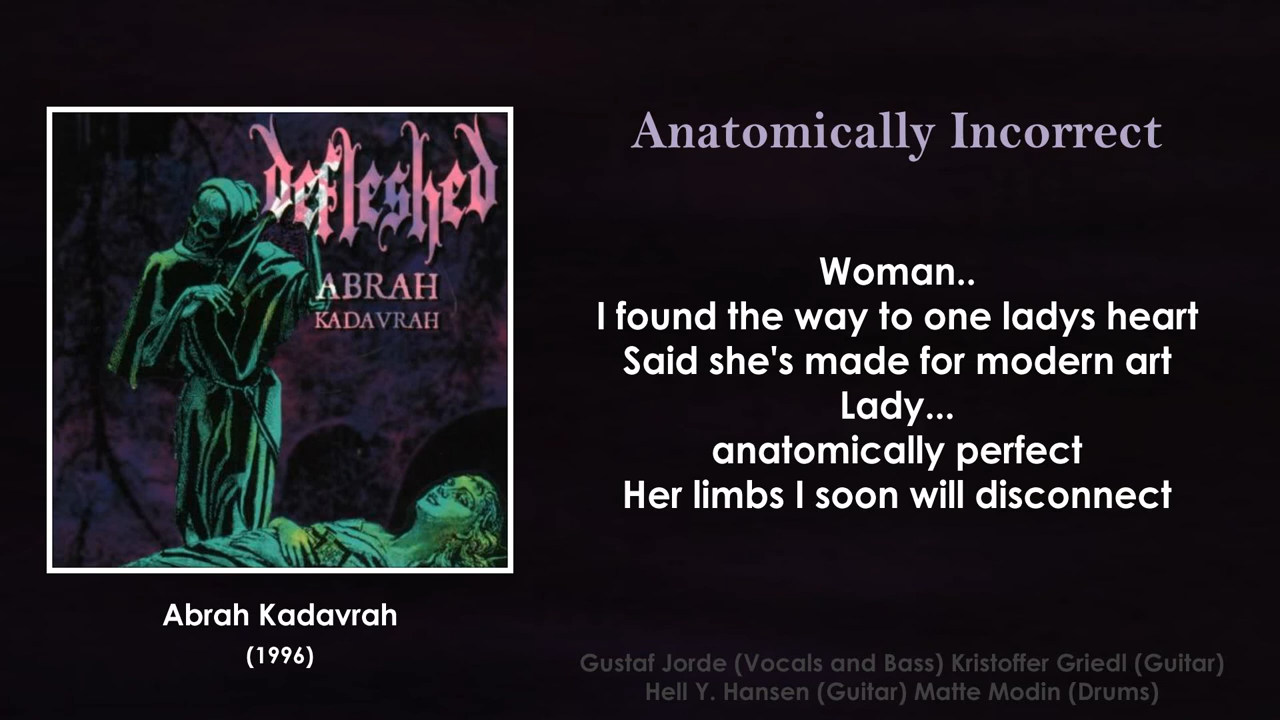 defleshed
ABRAH
KADAVRAH
Abrah Kadavrah
(1996)
Anatomically Incorrect
Woman..
I found the way to one ladys heart
Said she's made for modern art
Lady...
anatomically perfect
Her limbs I soon will disconnect
Gustaf Jorde (Vocals and Bass) Kristoffer Griedl (Guitar)
Hell Y. Hansen (Guitar) Matte Modin (Drums)